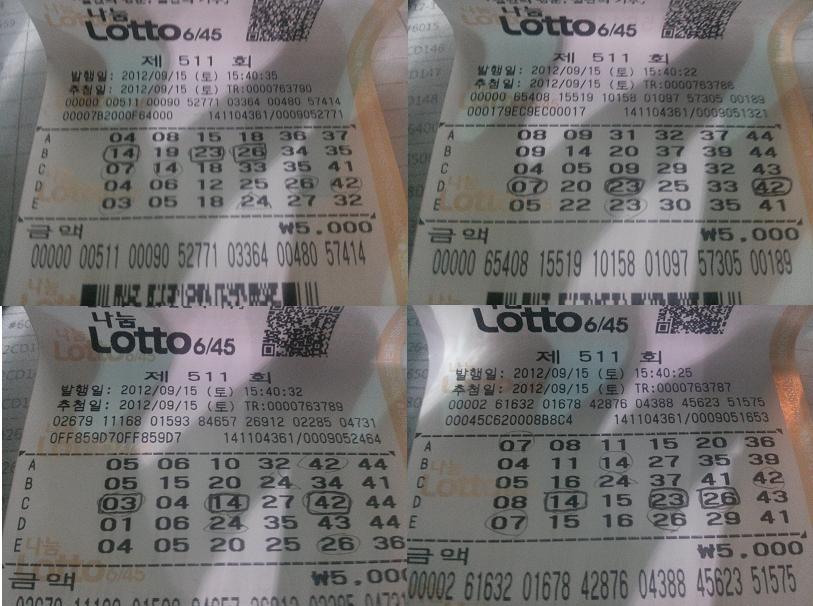 나눔
Lotto 6/45
제 511 회
발행일: 2012/09/15 (토) 15:40:35
추첨일: 2012/09/15 (토) TR:0000763790
00000 00511 00090 52771 03364 00480 57414
00007B2000F64000 141104361/0009052771
A 04 08 15 18 36 37
B 14 19 23 26 34 35
C 07 14 18 33 35 41
D 04 06 12 25 26 42
E 03 05 18 24 27 32
금액 ₩5.000
00000 00511 00090 52771 03364 00480 57414
나눔
Lotto 6/45
제 511 회
발행일: 2012/09/15 (토) 15:40:22
추첨일: 2012/09/15 (토) TR:0000763786
00000 65408 15519 10158 01097 57305 00189
000179EC9EC00017 141104361/0009051321
A 08 09 31 32 37 44
B 09 14 20 37 39 44
C 04 05 09 29 32 43
D 07 20 23 25 33 42
E 05 22 23 30 35 41
금액 ₩5.000
00000 65408 15519 10158 01097 57305 00189
나눔
Lotto 6/45
제 511 회
발행일: 2012/09/15 (토) 15:40:32
추첨일: 2012/09/15 (토) TR:0000763789
02679 11168 01593 84657 26912 02285 04731
0FF859D70FF859D7 141104361/0009052464
A 05 06 10 32 42 44
B 05 15 20 24 34 41
C 03 04 14 27 42 44
D 01 06 24 35 43 44
E 04 05 20 25 26 36
금액 ₩5.000
나눔
Lotto 6/45
제 511 회
발행일: 2012/09/15 (토) 15:40:25
추첨일: 2012/09/15 (토) TR:0000763787
00002 61632 01678 42876 04388 45623 51575
00045C620008B8C4 141104361/0009051653
A 07 08 11 15 20 36
B 04 11 14 27 35 39
C 05 16 24 37 41 42
D 08 14 15 23 26 43
E 07 15 16 26 29 41
금액 ₩5.000
00002 61632 01678 42876 04388 45623 51575